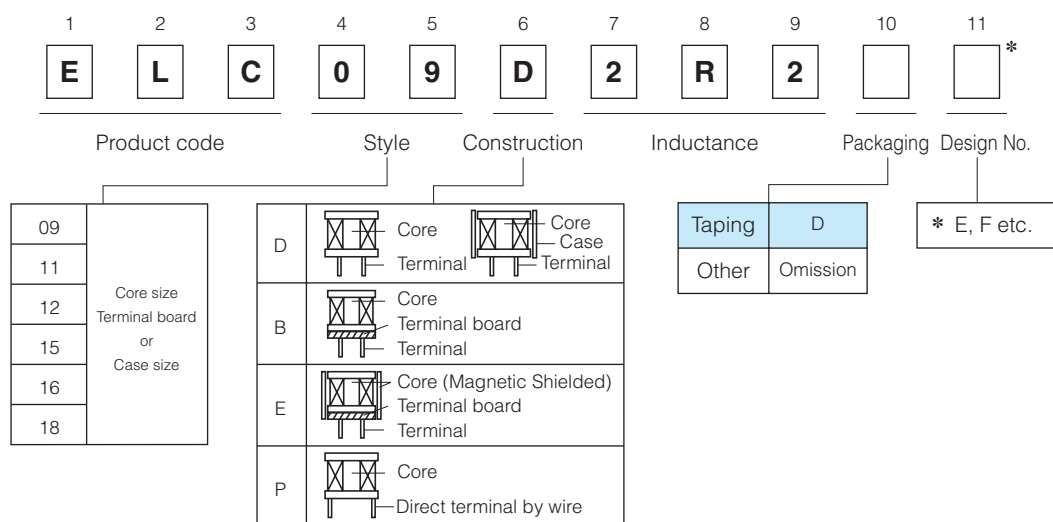 1 2 3 4 5 6 7 8 9 10 11
E L C 0 9 D 2 R 2 *
Product code Style Construction Inductance Packaging Design No.
09
11
12
15
16
18
Core size
Terminal board
or
Case size
D
Core
Terminal
Core
Case
Terminal
B
Core
Terminal board
Terminal
E
Core (Magnetic Shielded)
Terminal board
Terminal
P
Core
Direct terminal by wire
Taping D
Other Omission
* E, F etc.